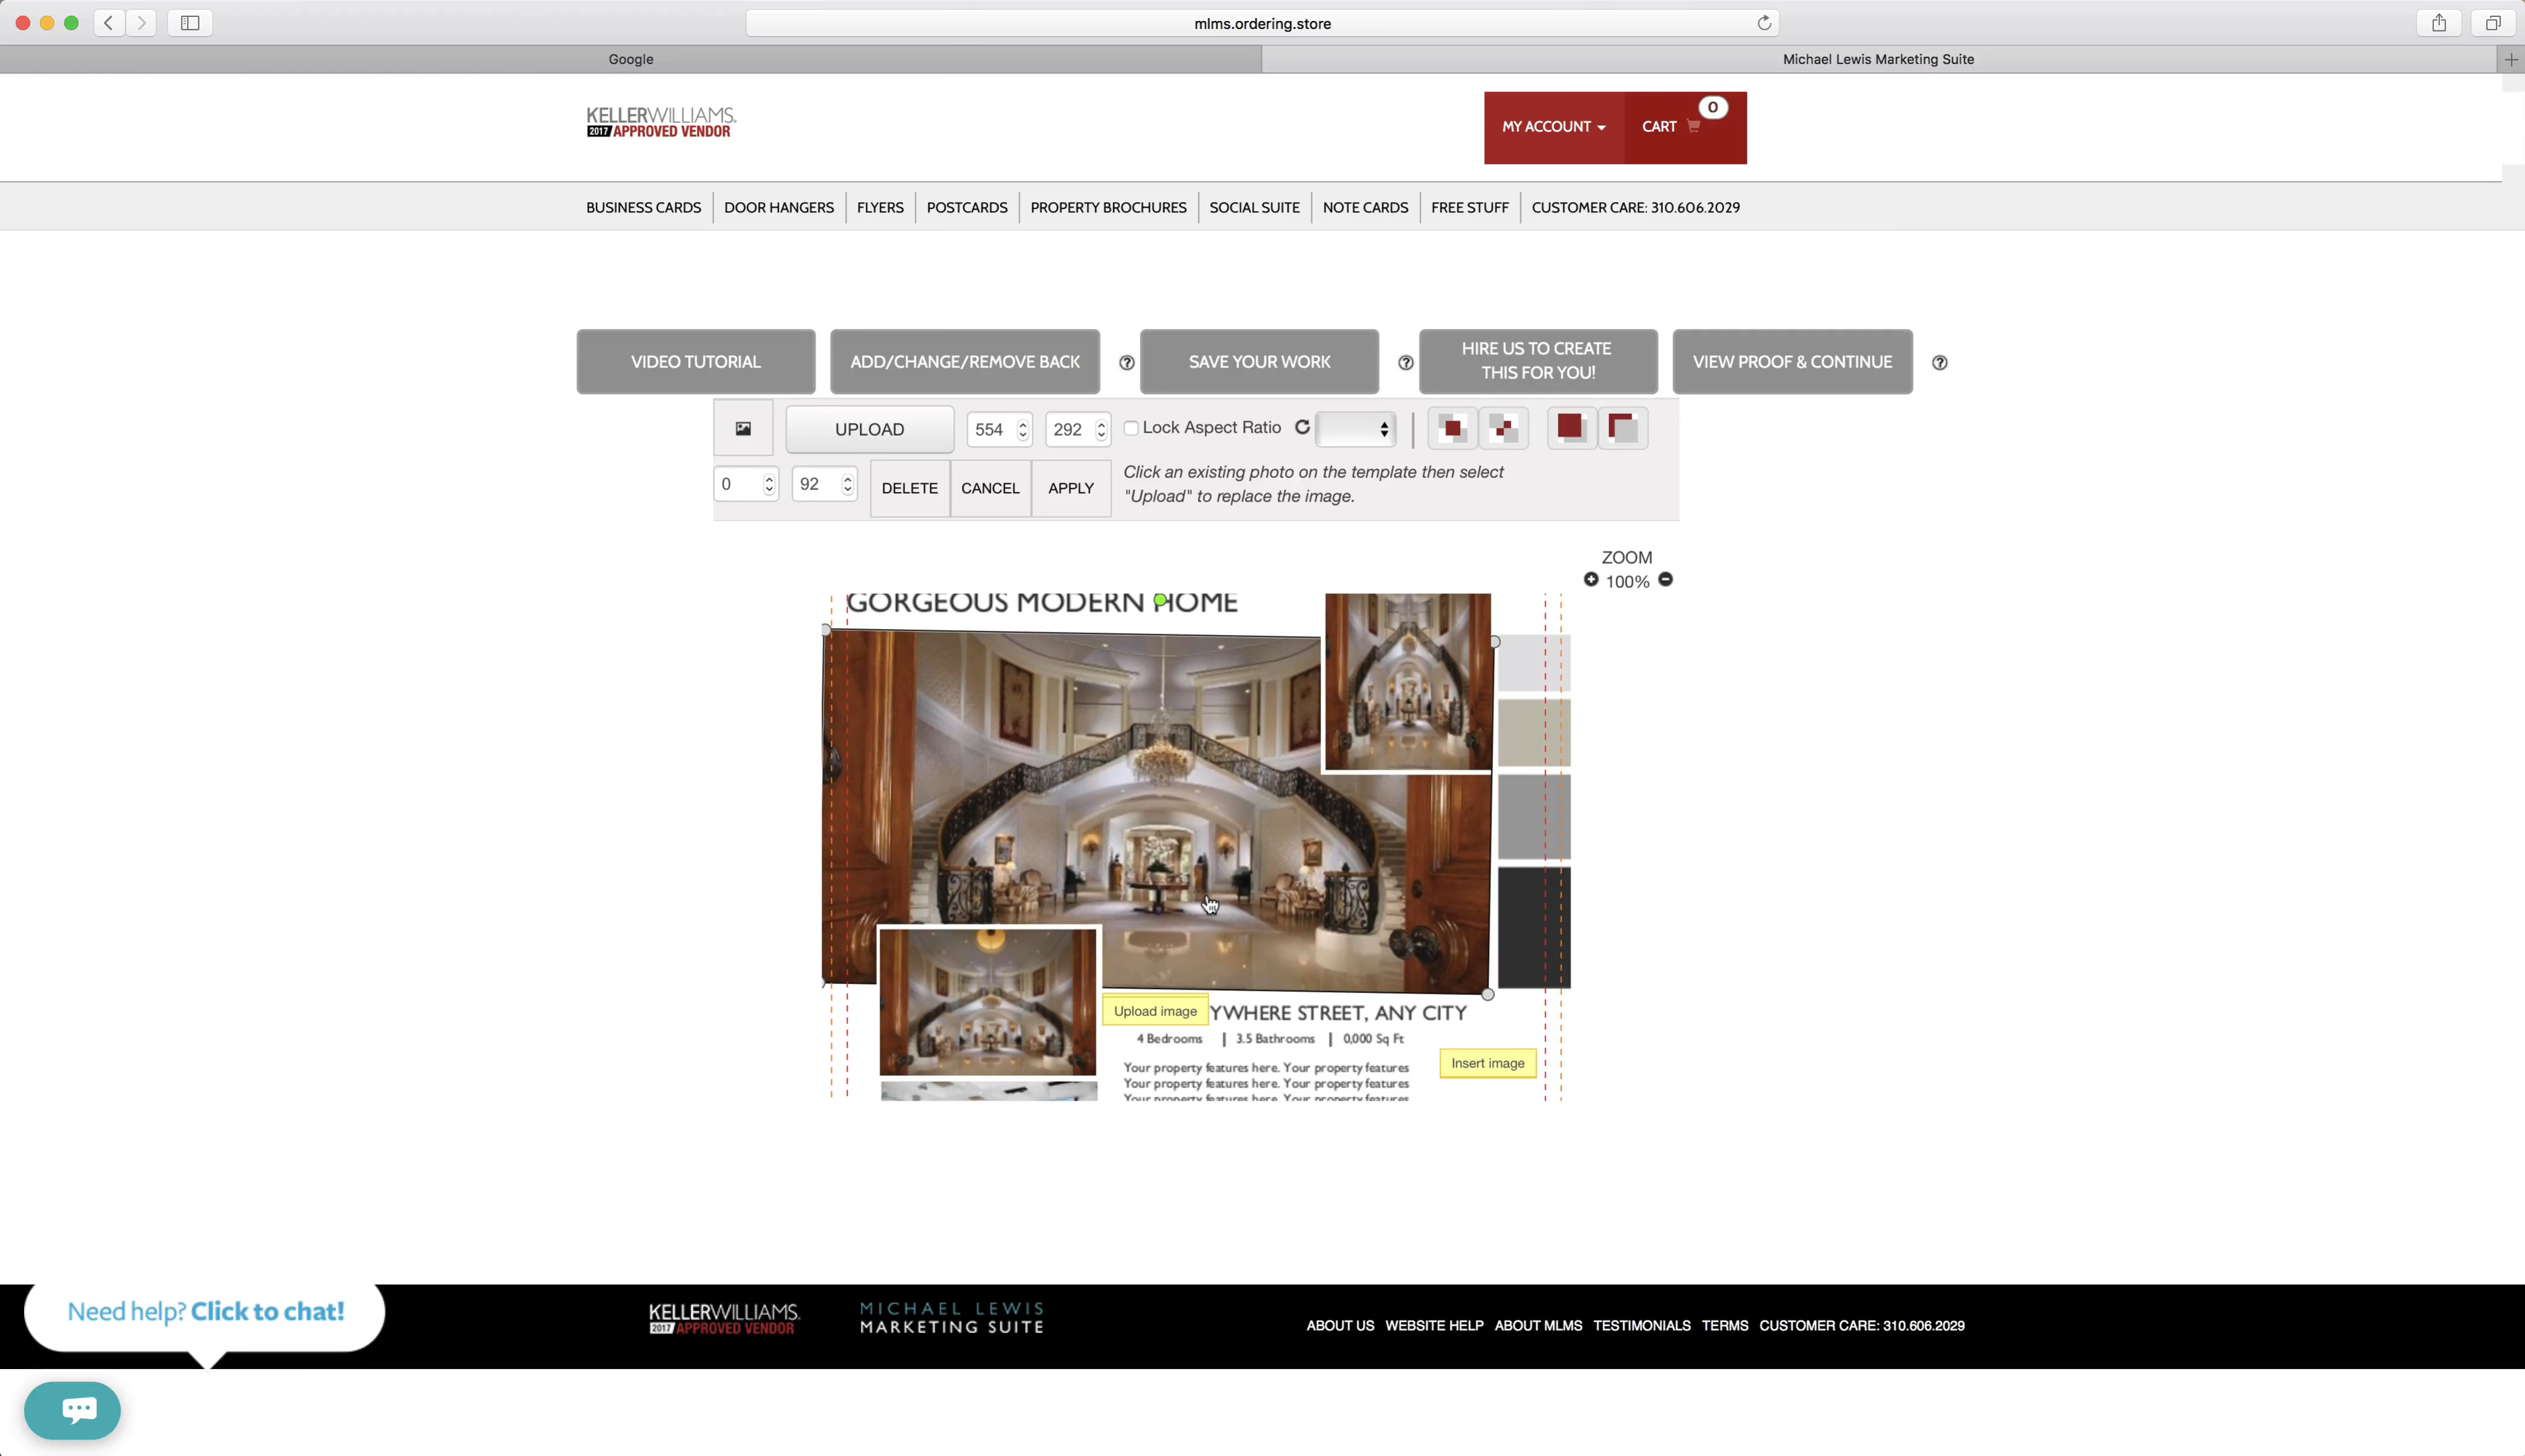 mlms.ordering.store
Google
Michael Lewis Marketing Suite
KELLERWILLIAMS.
2017 APPROVED VENDOR
MY ACCOUNT
CART
0
BUSINESS CARDS
DOOR HANGERS
FLYERS
POSTCARDS
PROPERTY BROCHURES
SOCIAL SUITE
NOTE CARDS
FREE STUFF
CUSTOMER CARE: 310.606.2029
VIDEO TUTORIAL
ADD/CHANGE/REMOVE BACK
SAVE YOUR WORK
HIRE US TO CREATE
THIS FOR YOU!
VIEW PROOF & CONTINUE
UPLOAD
554
292
Lock Aspect Ratio
0
92
DELETE
CANCEL
APPLY
Click an existing photo on the template then select
"Upload" to replace the image.
ZOOM
100%
GORGEOUS MODERN HOME
Upload image
YWHERE STREET, ANY CITY
4 Bedrooms | 3.5 Bathrooms | 0,000 Sq Ft
Insert image
Your property features here. Your property features
Your property features here. Your property features
Your property features here. Your property features
Need help? Click to chat!
KELLERWILLIAMS.
2017 APPROVED VENDOR
MICHAEL LEWIS
MARKETING SUITE
ABOUT US
WEBSITE HELP
ABOUT MLMS
TESTIMONIALS
TERMS
CUSTOMER CARE: 310.606.2029